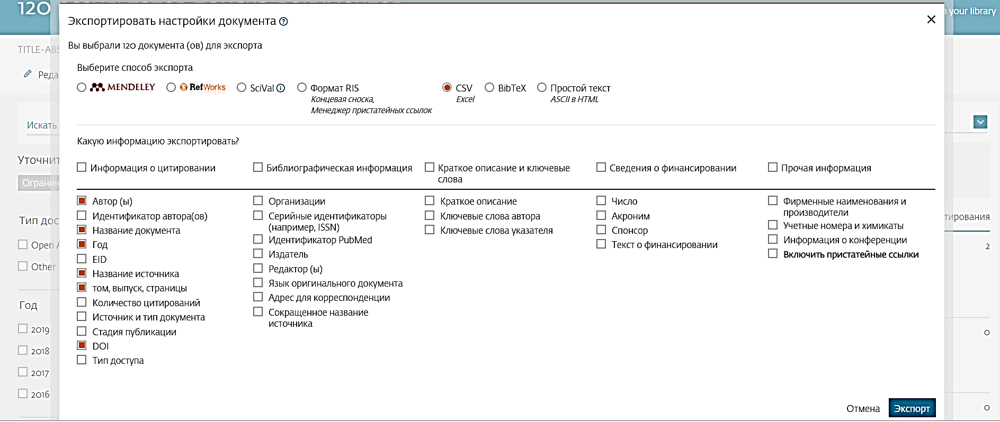 120
n your library
Экспортировать настройки документа
Вы выбрали 120 документа (ов) для экспорта
TITLE-ABS
Выберите способ экспорта
Реда
MENDELEY RefWorks SciVal Формат RIS CSV BibTeX Простой текст
Концевая сноска, Excel ASCII в HTML
Менеджер пристатейных ссылок
Искать
Какую информацию экспортировать?
Уточнит
Информация о цитировании Библиографическая информация Краткое описание и ключевые Сведения о финансировании Прочая информация
слова
Огранич
Автор (ы) Организации Краткое описание Число Фирменные наименования и
производители
Идентификатор автора(ов) Серийные идентификаторы Ключевые слова автора Акроним
(например, ISSN)
Тип дос
тирования
Название документа Ключевые слова указателя Спонсор Учетные номера и химикаты
Идентификатор PubMed Информация о конференции
Год Текст о финансировании
Open A
2
EID Издатель Включить пристатейные ссылки
Other
Название источника Редактор (ы)
том, выпуск, страницы Язык оригинального документа
Количество цитирований Адрес для корреспонденции
Год
Источник и тип документа Сокращенное название
источника
2019
Стадия публикации
0
DOI
2018
Тип доступа
2017
2016
Отмена Экспорт
0